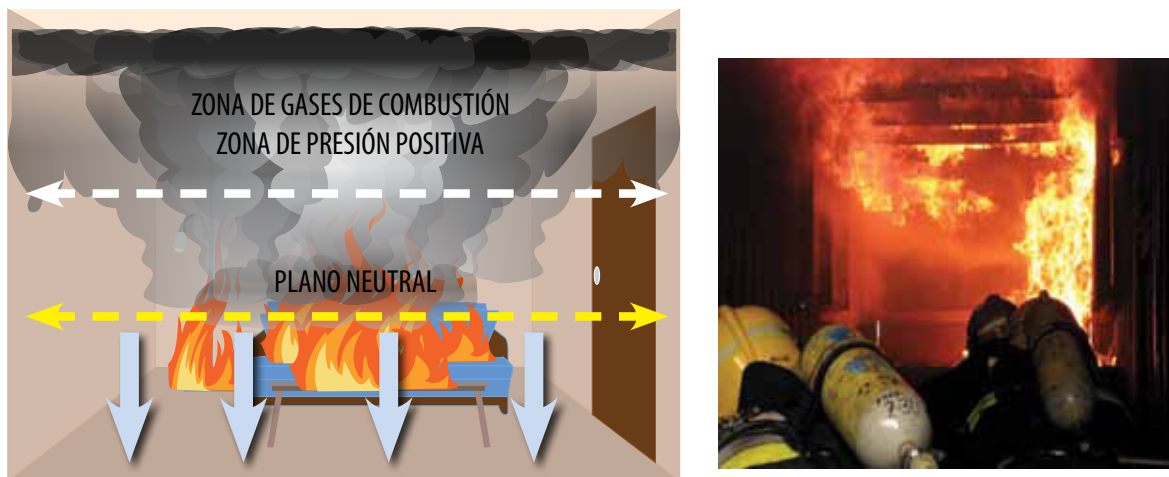 ZONA DE GASES DE COMBUSTIÓN
ZONA DE PRESIÓN POSITIVA
PLANO NEUTRAL